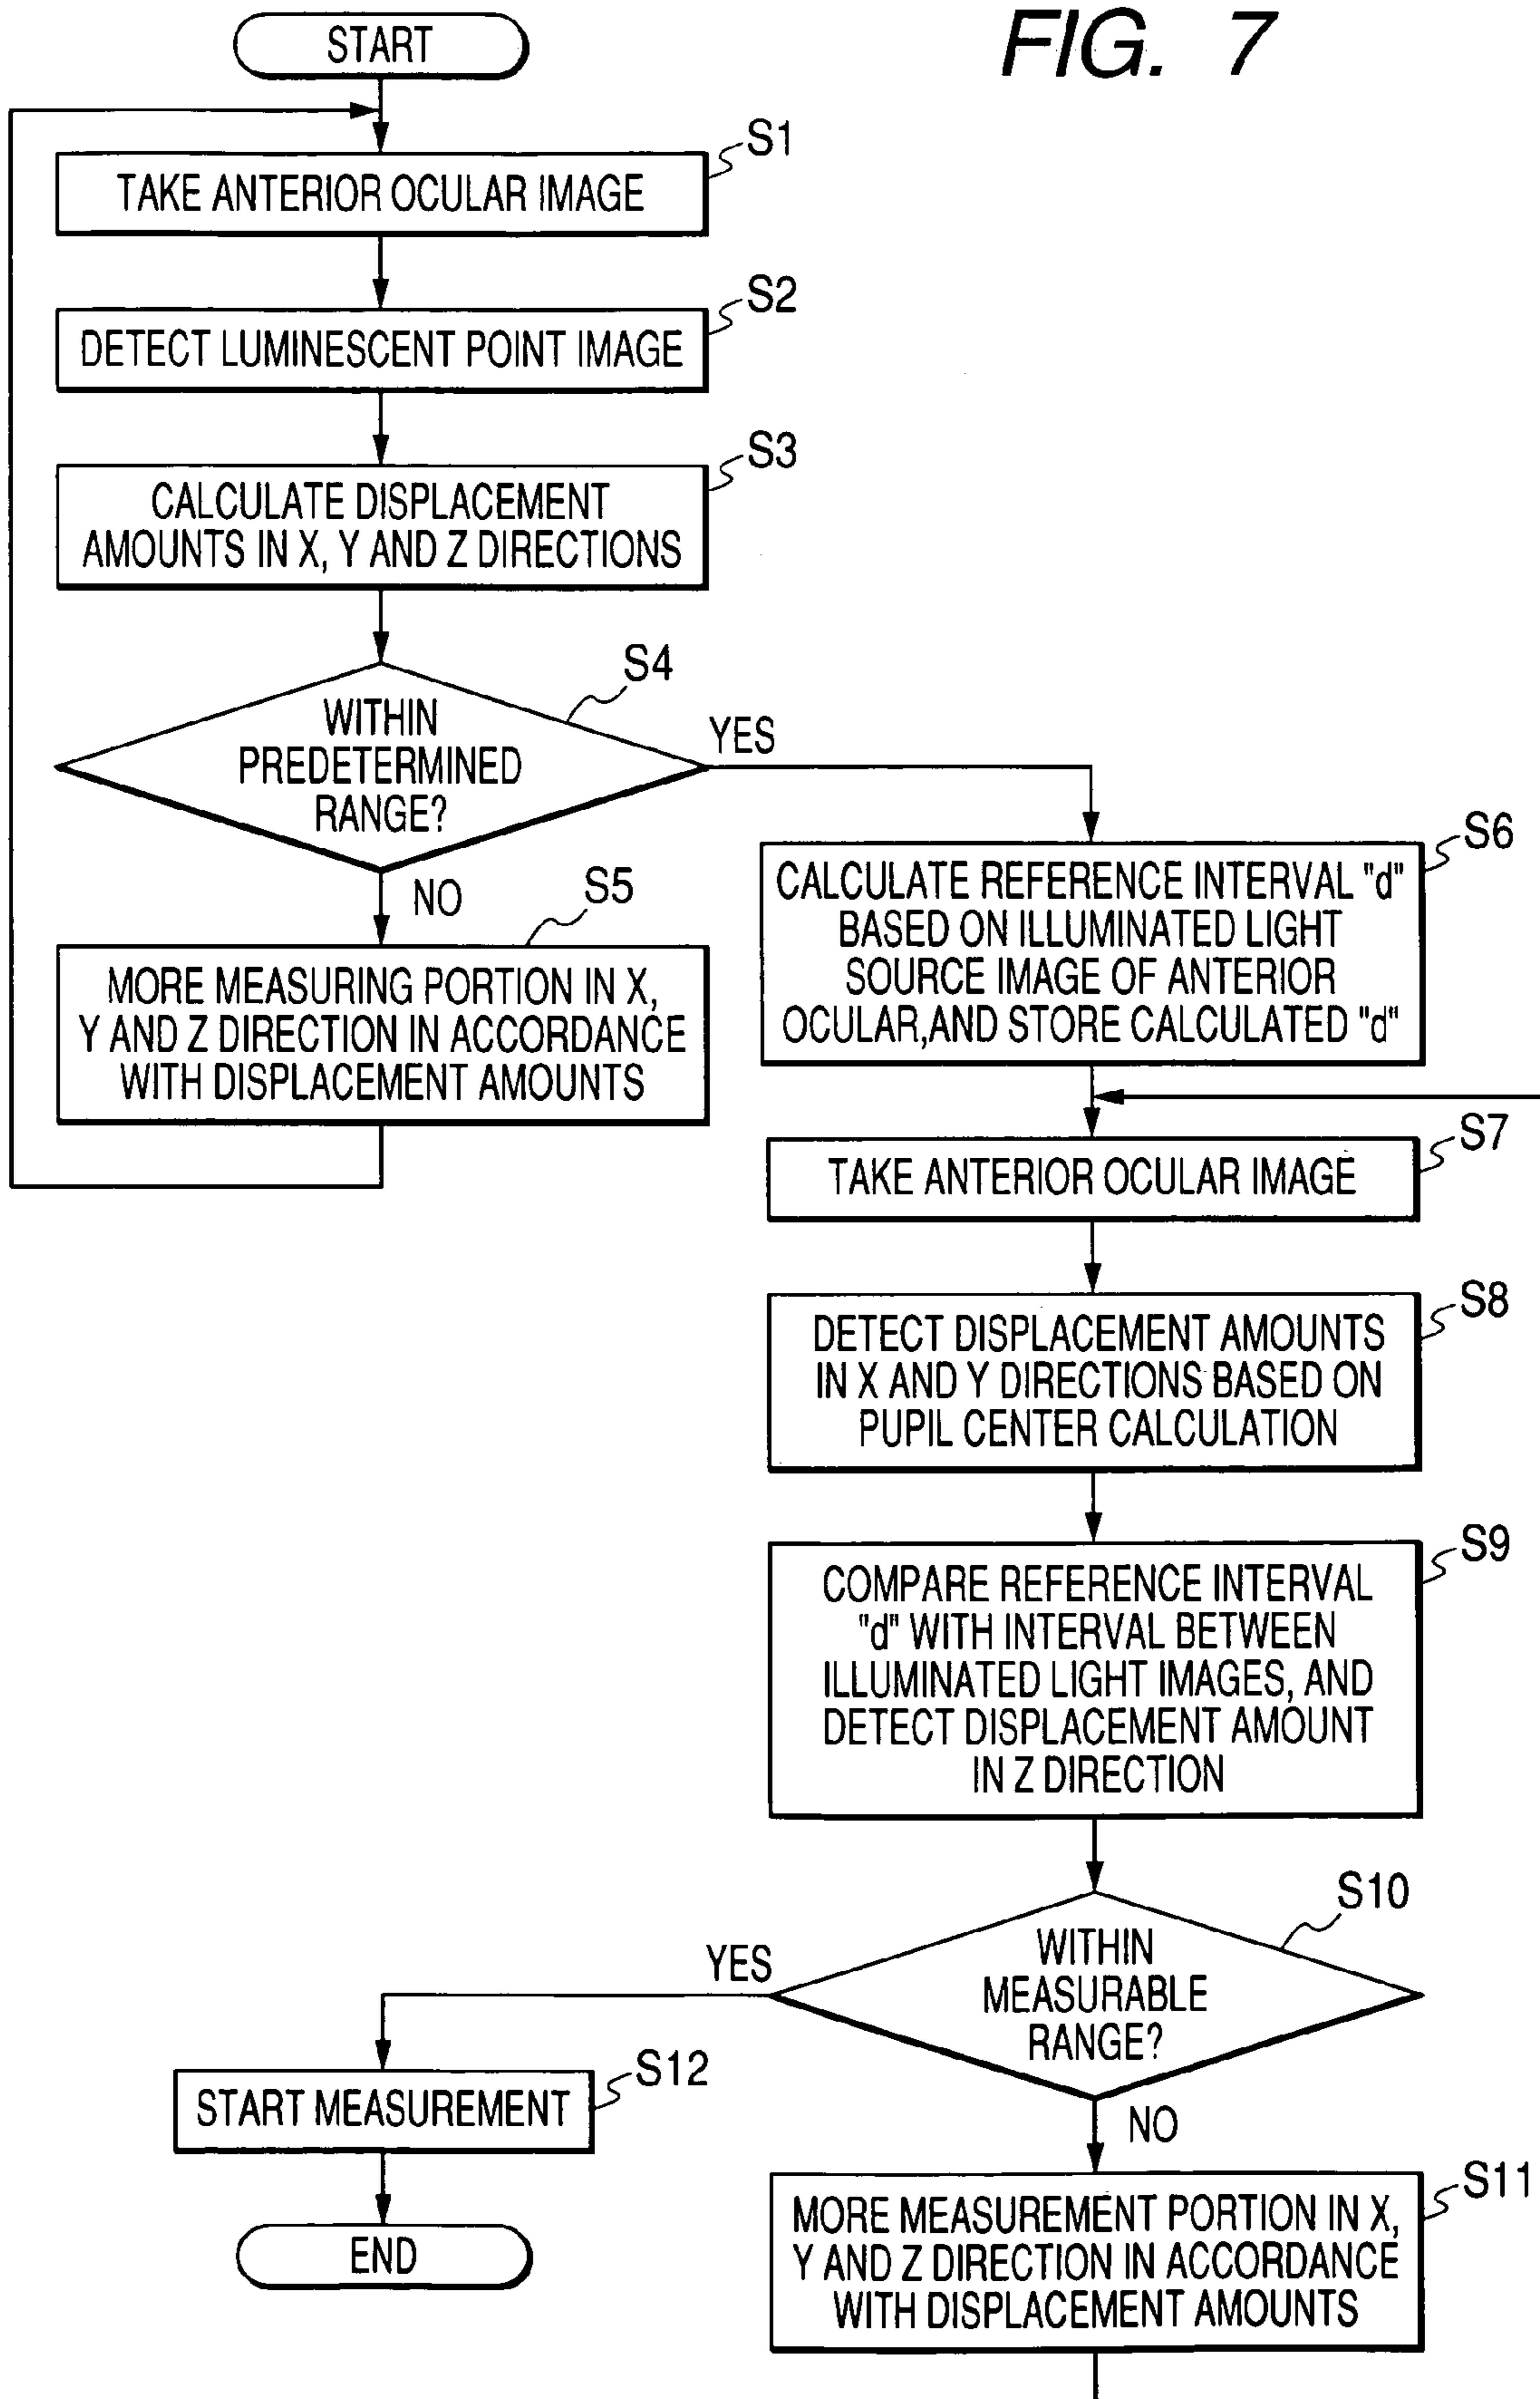 FIG. 7
START
S1
TAKE ANTERIOR OCULAR IMAGE
S2
DETECT LUMINESCENT POINT IMAGE
S3
CALCULATE DISPLACEMENT
AMOUNTS IN X, Y AND Z DIRECTIONS
S4
WITHIN
PREDETERMINED
RANGE?
YES
NO
S5
MORE MEASURING PORTION IN X,
Y AND Z DIRECTION IN ACCORDANCE
WITH DISPLACEMENT AMOUNTS
S6
CALCULATE REFERENCE INTERVAL "d"
BASED ON ILLUMINATED LIGHT
SOURCE IMAGE OF ANTERIOR
OCULAR,AND STORE CALCULATED "d"
S7
TAKE ANTERIOR OCULAR IMAGE
S8
DETECT DISPLACEMENT AMOUNTS
IN X AND Y DIRECTIONS BASED ON
PUPIL CENTER CALCULATION
S9
COMPARE REFERENCE INTERVAL
"d" WITH INTERVAL BETWEEN
ILLUMINATED LIGHT IMAGES, AND
DETECT DISPLACEMENT AMOUNT
IN Z DIRECTION
S10
WITHIN
MEASURABLE
RANGE?
YES
NO
S12
START MEASUREMENT
END
S11
MORE MEASUREMENT PORTION IN X,
Y AND Z DIRECTION IN ACCORDANCE
WITH DISPLACEMENT AMOUNTS